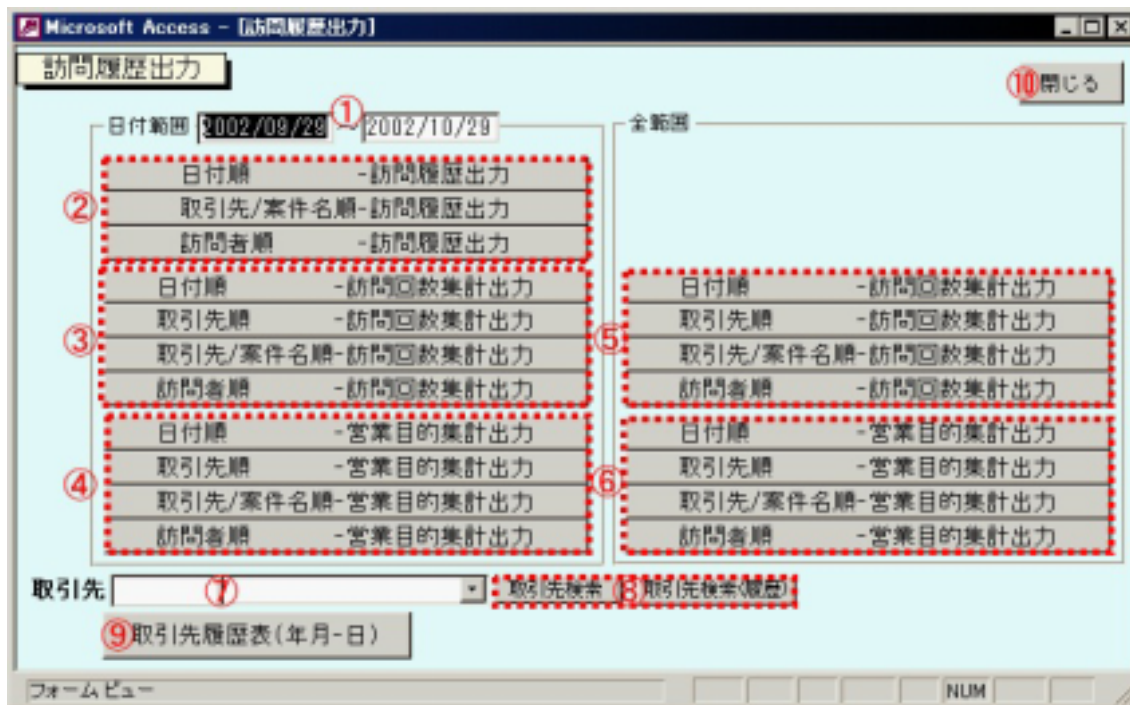 Microsoft Access - [訪問履歴出力]
訪問履歴出力
⑩閉じる
日付範囲 2002/09/29 ① ~ 2002/10/29
全範囲
②
日付順 -訪問履歴出力
取引先/案件名順-訪問履歴出力
訪問者順 -訪問履歴出力
③
日付順 -訪問回数集計出力
取引先順 -訪問回数集計出力
取引先/案件名順-訪問回数集計出力
訪問者順 -訪問回数集計出力
④
日付順 -営業目的集計出力
取引先順 -営業目的集計出力
取引先/案件名順-営業目的集計出力
訪問者順 -営業目的集計出力
⑤
日付順 -訪問回数集計出力
取引先順 -訪問回数集計出力
取引先/案件名順-訪問回数集計出力
訪問者順 -訪問回数集計出力
⑥
日付順 -営業目的集計出力
取引先順 -営業目的集計出力
取引先/案件名順-営業目的集計出力
訪問者順 -営業目的集計出力
取引先 ⑦ 取引先検索 ⑧ 取引先検索(履歴)
⑨取引先履歴表(年月-日)
フォーム ビュー NUM